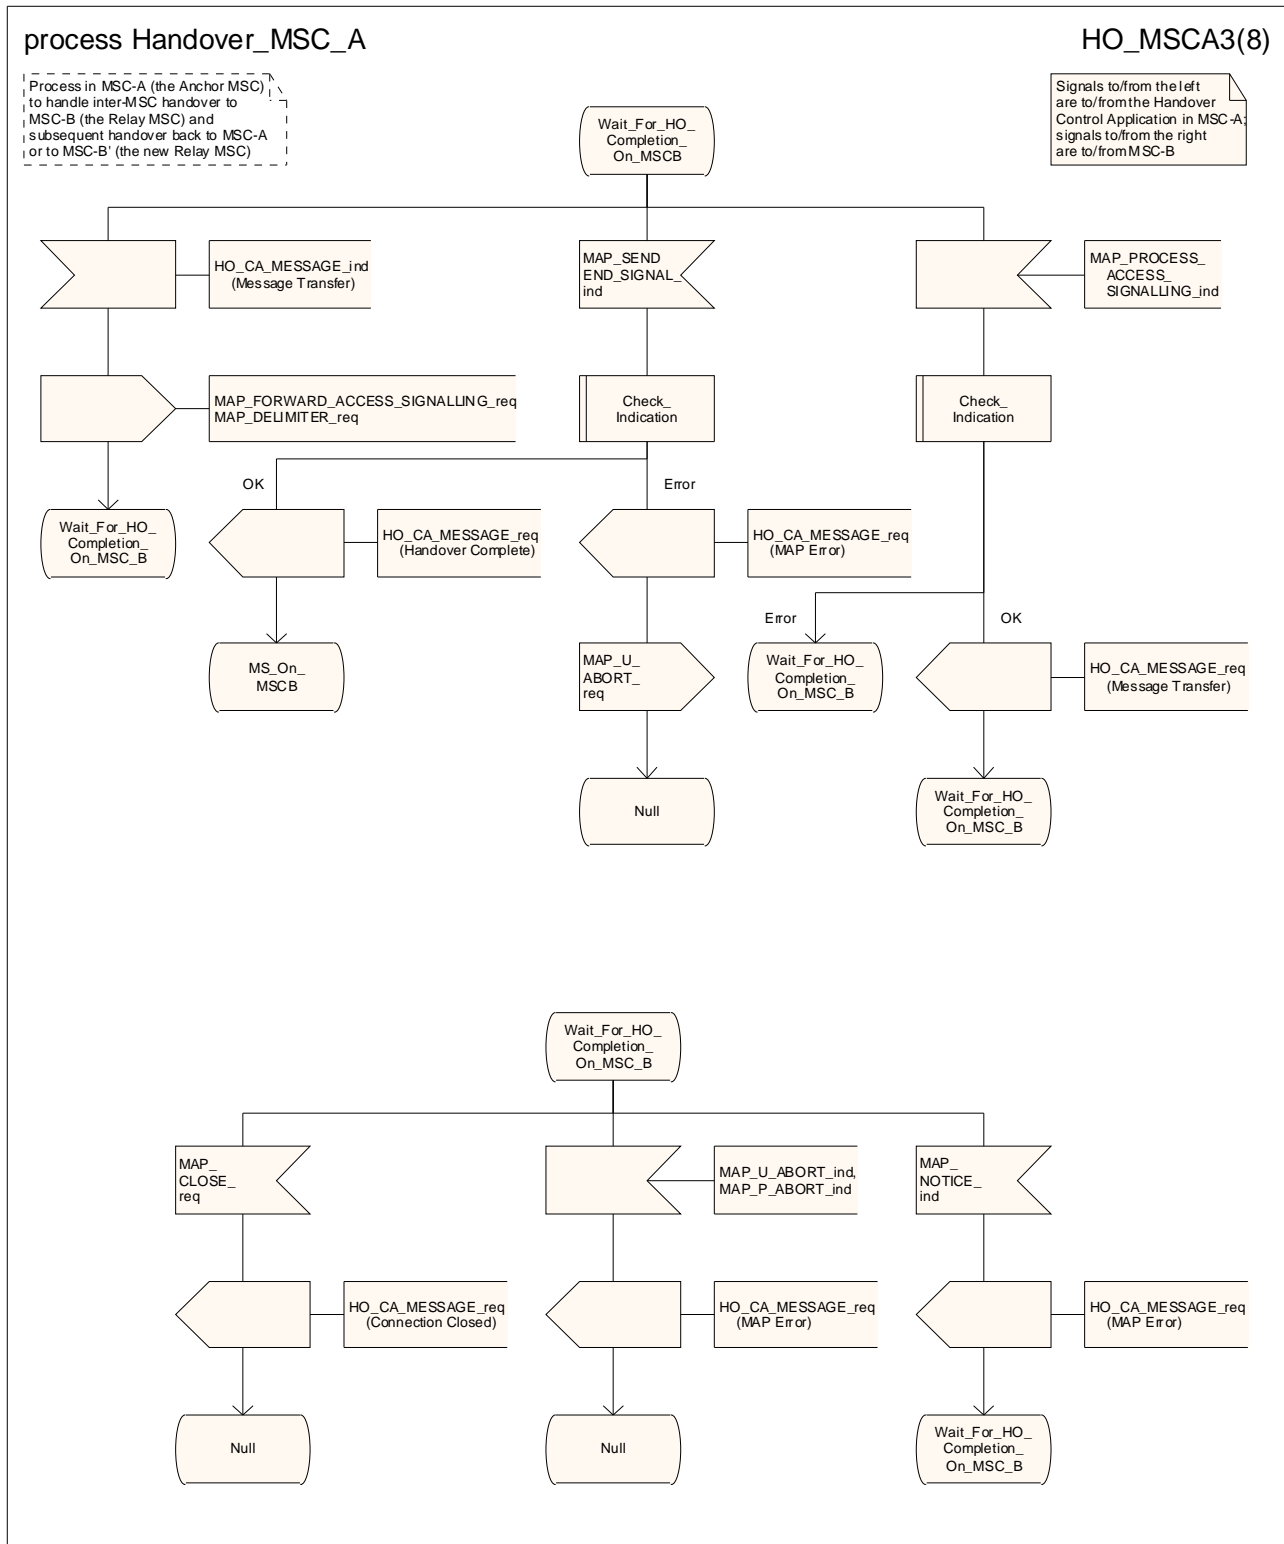 process Handover_MSC_A
HO_MSCA3(8)
Process in MSC-A (the Anchor MSC)
to handle inter-MSC handover to
MSC-B (the Relay MSC) and
subsequent handover back to MSC-A
or to MSC-B' (the new Relay MSC)
Signals to/from the left
are to/from the Handover
Control Application in MSC-A;
signals to/from the right
are to/from MSC-B
Wait_For_HO_
Completion_
On_MSCB
HO_CA_MESSAGE_ind
(Message Transfer)
MAP_SEND
END_SIGNAL_
ind
MAP_PROCESS_
ACCESS_
SIGNALLING_ind
MAP_FORWARD_ACCESS_SIGNALLING_req
MAP_DELIMITER_req
Check_
Indication
Check_
Indication
OK
Error
Wait_For_HO_
Completion_
On_MSC_B
HO_CA_MESSAGE_req
(Handover Complete)
HO_CA_MESSAGE_req
(MAP Error)
Error
OK
MS_On_
MSCB
MAP_U_
ABORT_
req
Wait_For_HO_
Completion_
On_MSC_B
HO_CA_MESSAGE_req
(Message Transfer)
Null
Wait_For_HO_
Completion_
On_MSC_B
Wait_For_HO_
Completion_
On_MSC_B
MAP_
CLOSE_
req
MAP_U_ABORT_ind,
MAP_P_ABORT_ind
MAP_
NOTICE_
ind
HO_CA_MESSAGE_req
(Connection Closed)
HO_CA_MESSAGE_req
(MAP Error)
HO_CA_MESSAGE_req
(MAP Error)
Null
Null
Wait_For_HO_
Completion_
On_MSC_B